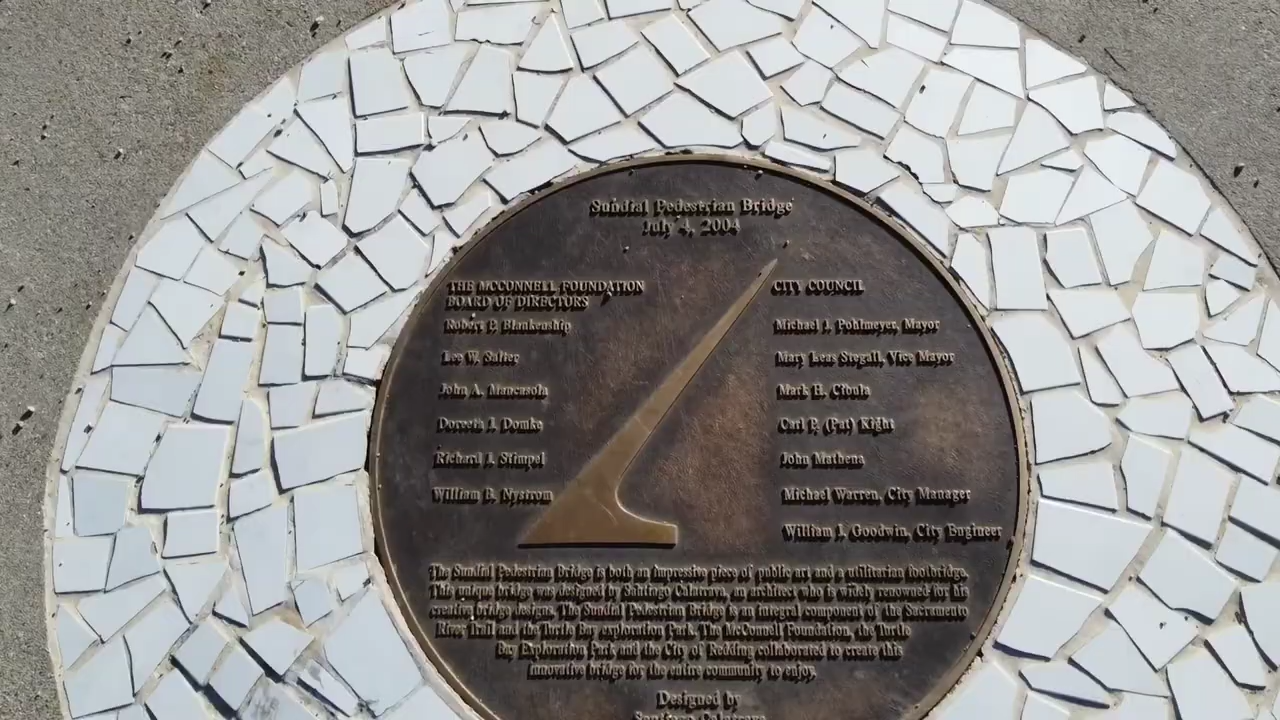 Sundial Pedestrian Bridge
July 4, 2004
THE MCCONNELL FOUNDATION
BOARD OF DIRECTORS
Robert P. Blankenship
Lee W. Salter
John A. Mancasola
Doreeta J. Domke
Richard J. Stimpel
William B. Nystrom
CITY COUNCIL
Michael J. Pohlmeyer, Mayor
Mary Leas Stegall, Vice Mayor
Mark H. Cibula
Carl P. (Pat) Kight
John Mathena
Michael Warren, City Manager
William J. Goodwin, City Engineer
The Sundial Pedestrian Bridge is both an impressive piece of public art and a utilitarian footbridge.
This unique bridge was designed by Santiago Calatrava, an architect who is widely renowned for his
creative bridge designs. The Sundial Pedestrian Bridge is an integral component of the Sacramento
River Trail and the Turtle Bay exploration Park. The McConnell Foundation, the Turtle
Bay Exploration Park and the City of Redding collaborated to create this
innovative bridge for the entire community to enjoy.
Designed by
Santiago Calatrava